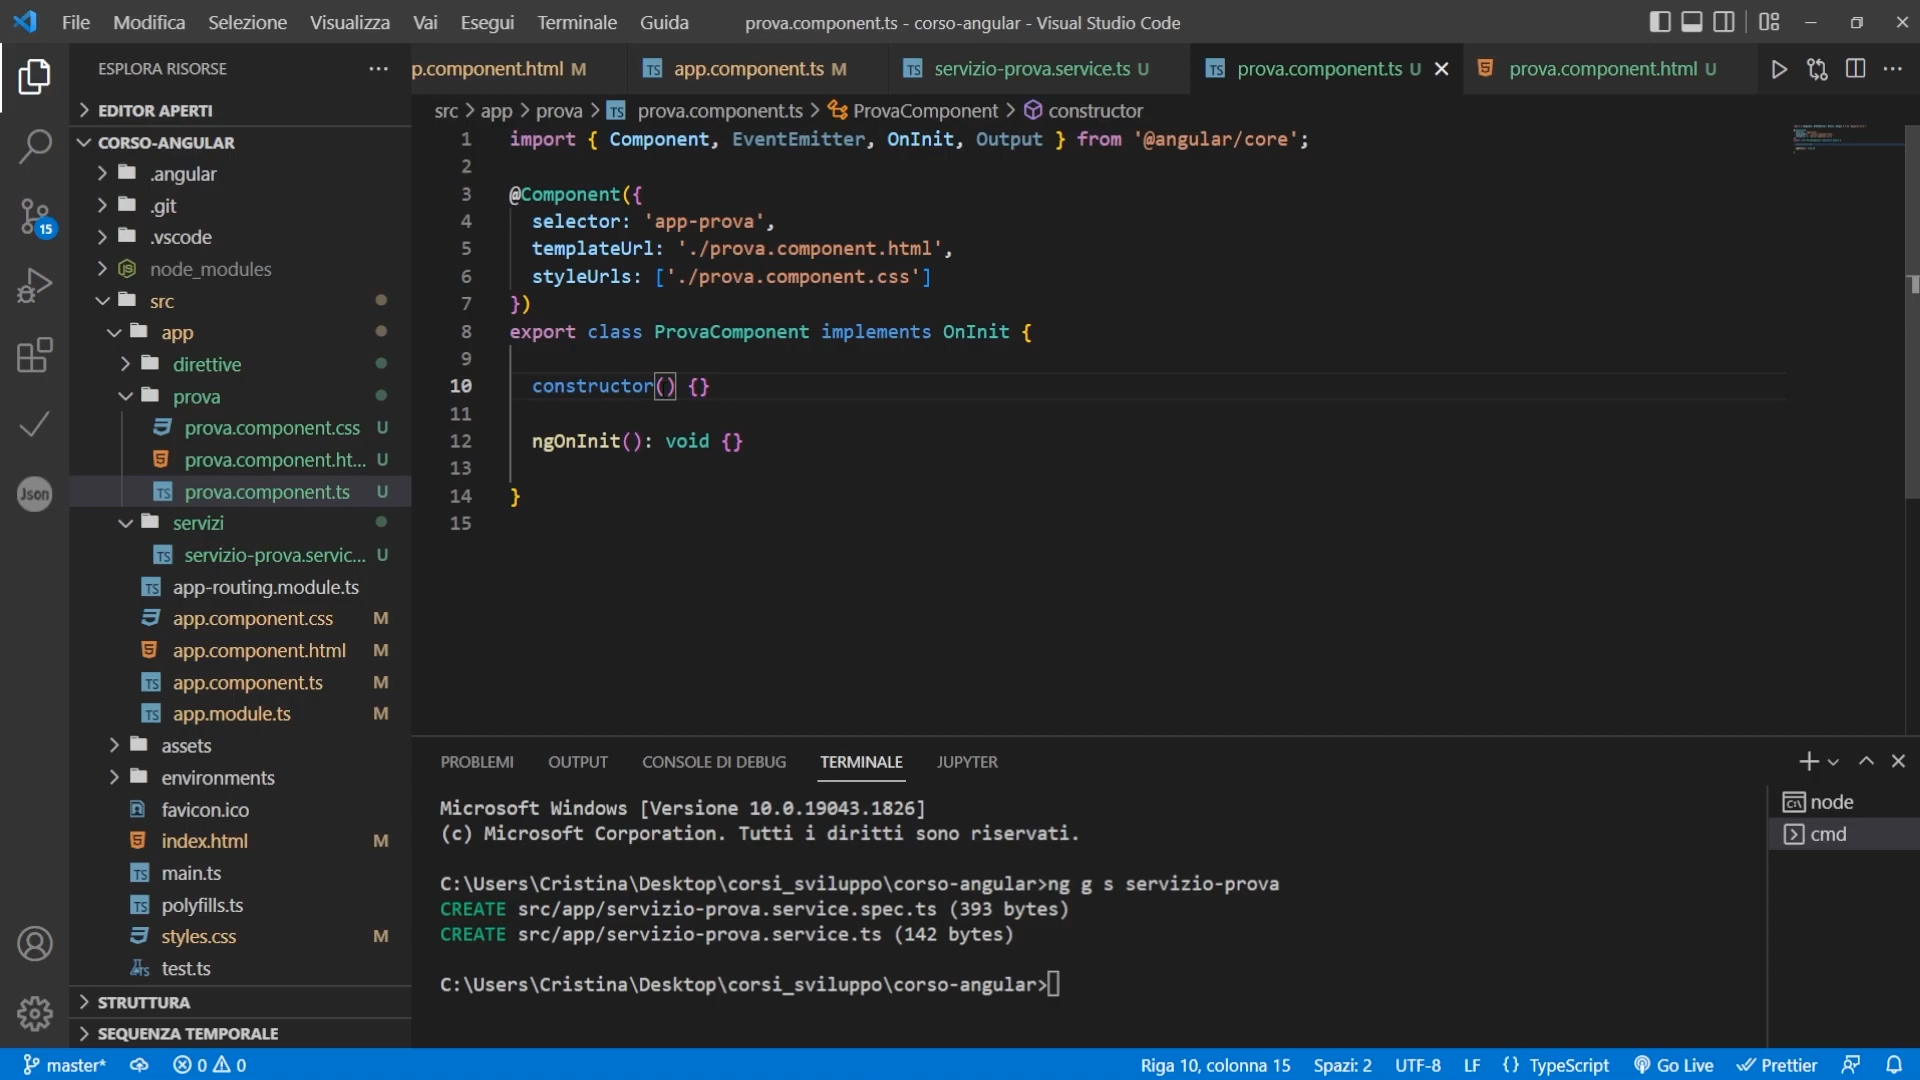 File Modifica Selezione Visualizza Vai Esegui Terminale Guida prova.component.ts - corso-angular - Visual Studio Code
ESPLORA RISORSE
p.component.html M app.component.ts M servizio-prova.service.ts U prova.component.ts U prova.component.html U
EDITOR APERTI
src app prova prova.component.ts ProvaComponent constructor
CORSO-ANGULAR
.angular
.git
.vscode
node_modules
src
app
direttive
prova
prova.component.css U
prova.component.ht... U
prova.component.ts U
servizi
servizio-prova.servic... U
app-routing.module.ts
app.component.css M
app.component.html M
app.component.ts M
app.module.ts M
assets
environments
favicon.ico
index.html M
main.ts
polyfills.ts
styles.css M
test.ts
STRUTTURA
SEQUENZA TEMPORALE
15
Json
1 import { Component, EventEmitter, OnInit, Output } from '@angular/core';
2
3 @Component({
4 selector: 'app-prova',
5 templateUrl: './prova.component.html',
6 styleUrls: ['./prova.component.css']
7 })
8 export class ProvaComponent implements OnInit {
9
10 constructor() {}
11
12 ngOnInit(): void {}
13
14 }
15
PROBLEMI OUTPUT CONSOLE DI DEBUG TERMINALE JUPYTER
Microsoft Windows [Versione 10.0.19043.1826]
(c) Microsoft Corporation. Tutti i diritti sono riservati.
C:\Users\Cristina\Desktop\corsi_sviluppo\corso-angular>ng g s servizio-prova
CREATE src/app/servizio-prova.service.spec.ts (393 bytes)
CREATE src/app/servizio-prova.service.ts (142 bytes)
C:\Users\Cristina\Desktop\corsi_sviluppo\corso-angular>
node
cmd
master* 0 0 Riga 10, colonna 15 Spazi: 2 UTF-8 LF {} TypeScript Go Live Prettier